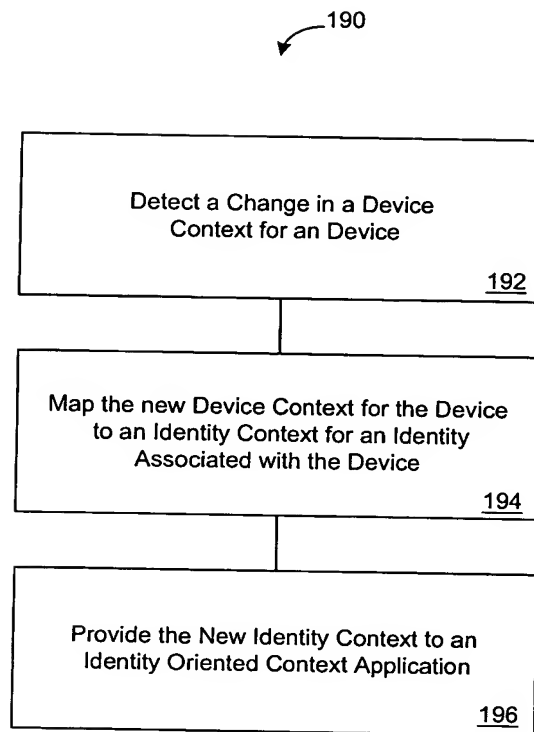 190
Detect a Change in a Device
Context for an Device
192
Map the new Device Context for the Device
to an Identity Context for an Identity
Associated with the Device
194
Provide the New Identity Context to an
Identity Oriented Context Application
196